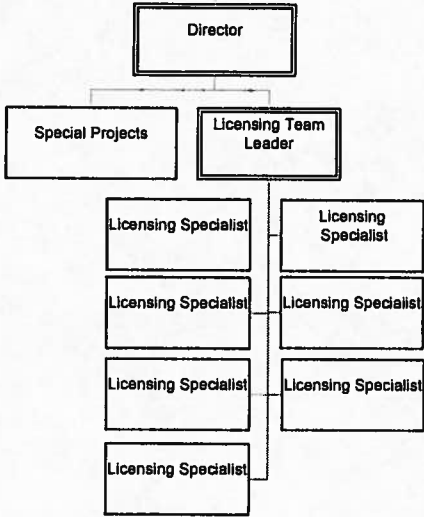 Director
Special Projects
Licensing Team
Leader
Licensing Specialist
Licensing
Specialist
Licensing Specialist
Licensing Specialist
Licensing Specialist
Licensing Specialist
Licensing Specialist